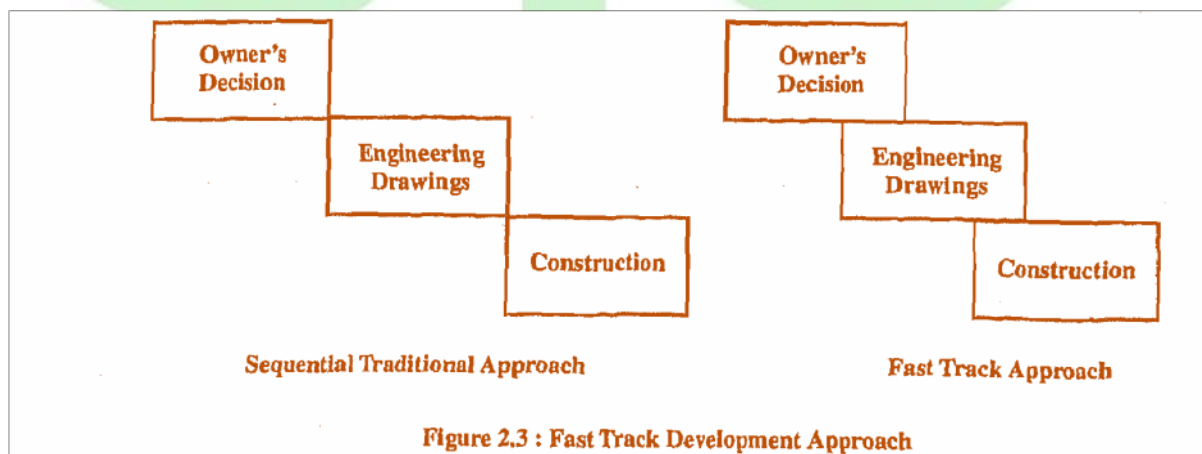 Owner's
Decision
Engineering
Drawings
Construction
Sequential Traditional Approach
Owner's
Decision
Engineering
Drawings
Construction
Fast Track Approach
Figure 2.3 : Fast Track Development Approach